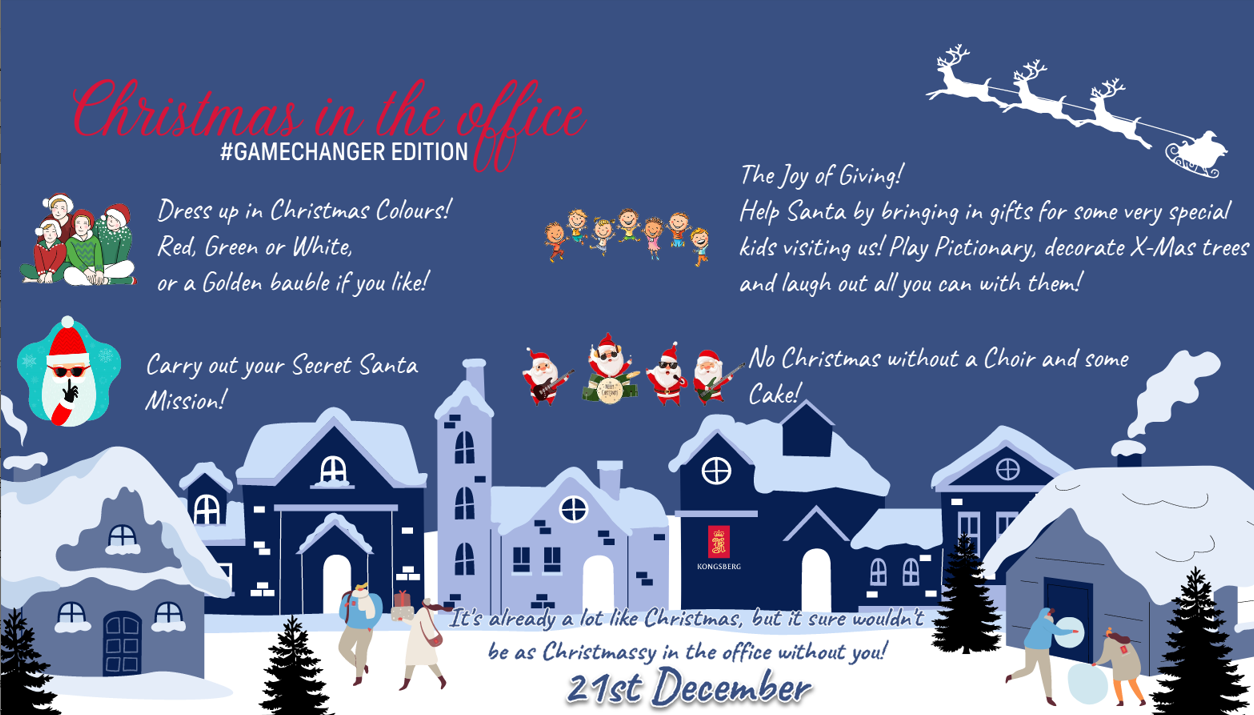 Christmas in the office
#GAMECHANGER EDITION
Dress up in Christmas Colours!
Red, Green or White,
or a Golden bauble if you like!
The Joy of Giving!
Help Santa by bringing in gifts for some very special
kids visiting us! Play Pictionary, decorate X-Mas trees
and laugh out all you can with them!
Carry out your Secret Santa
Mission!
No Christmas without a Choir and some
Cake!
KONGSBERG
It's already a lot like Christmas, but it sure wouldn't
be as Christmassy in the office without you!
21st December